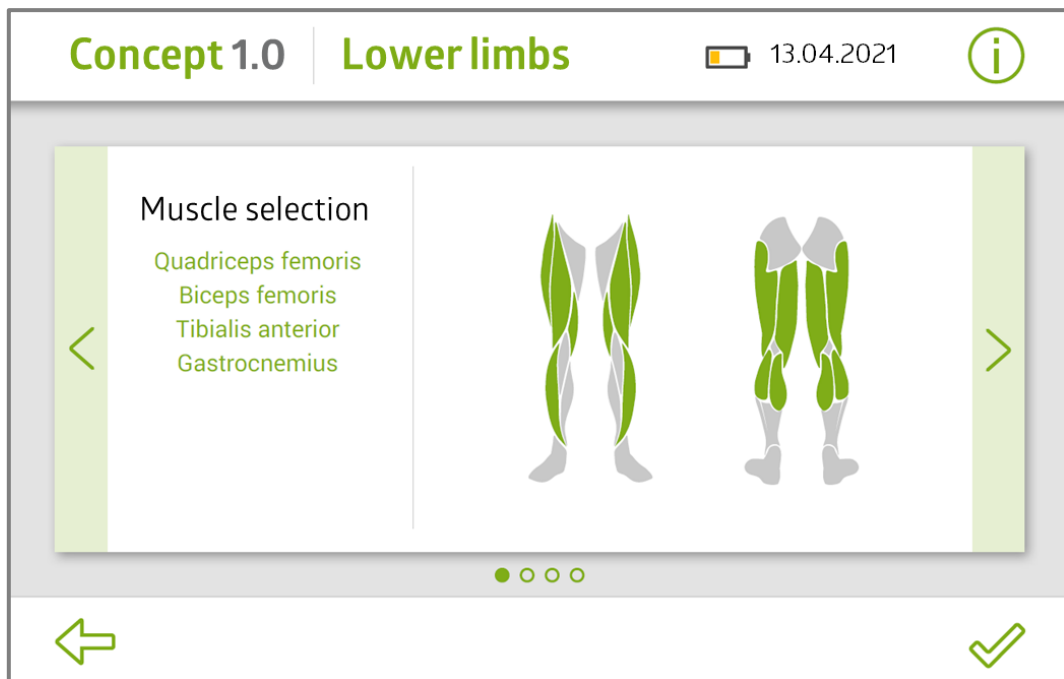 Concept 1.0 Lower limbs 13.04.2021
Muscle selection
Quadriceps femoris
Biceps femoris
Tibialis anterior
Gastrocnemius